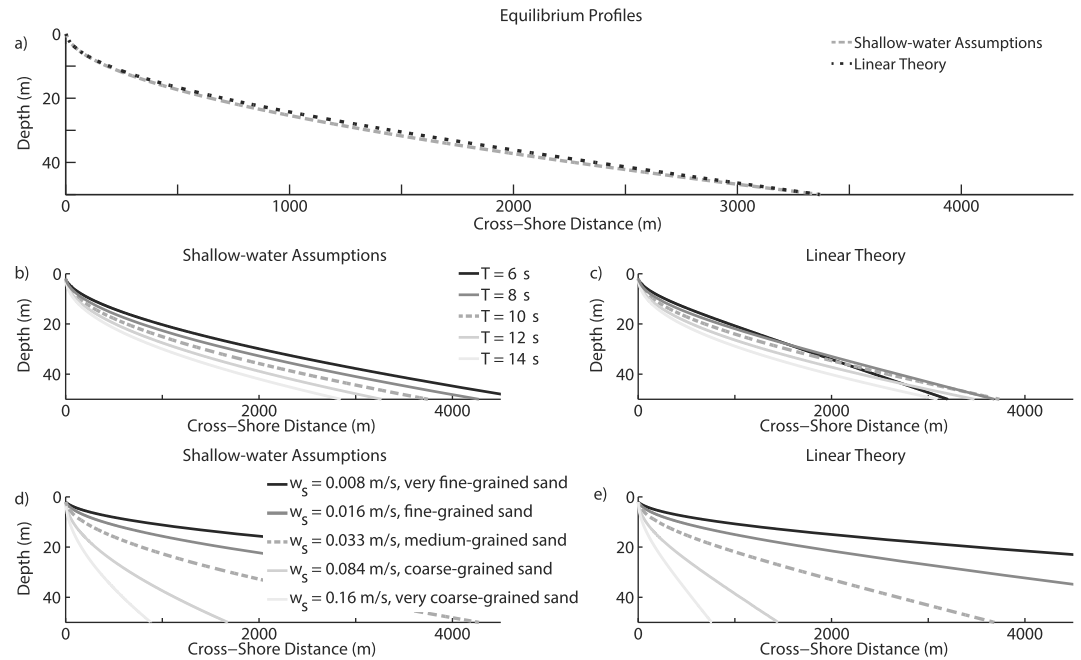 Equilibrium Profiles
a)
0
20
40
Depth (m)
Shallow-water Assumptions
Linear Theory
0 1000 2000 3000 4000
Cross−Shore Distance (m)
Shallow-water Assumptions
b)
0
20
40
Depth (m)
T = 6 s
T = 8 s
T = 10 s
T = 12 s
T = 14 s
0 2000 4000
Cross−Shore Distance (m)
Linear Theory
c)
0
20
40
Depth (m)
0 2000 4000
Cross−Shore Distance (m)
Shallow-water Assumptions
d)
0
20
40
Depth (m)
ws = 0.008 m/s, very fine-grained sand
ws = 0.016 m/s, fine-grained sand
ws = 0.033 m/s, medium-grained sand
ws = 0.084 m/s, coarse-grained sand
ws = 0.16 m/s, very coarse-grained sand
0 2000 4000
Cross−Shore Distance (m)
Linear Theory
e)
0
20
40
Depth (m)
0 2000 4000
Cross−Shore Distance (m)